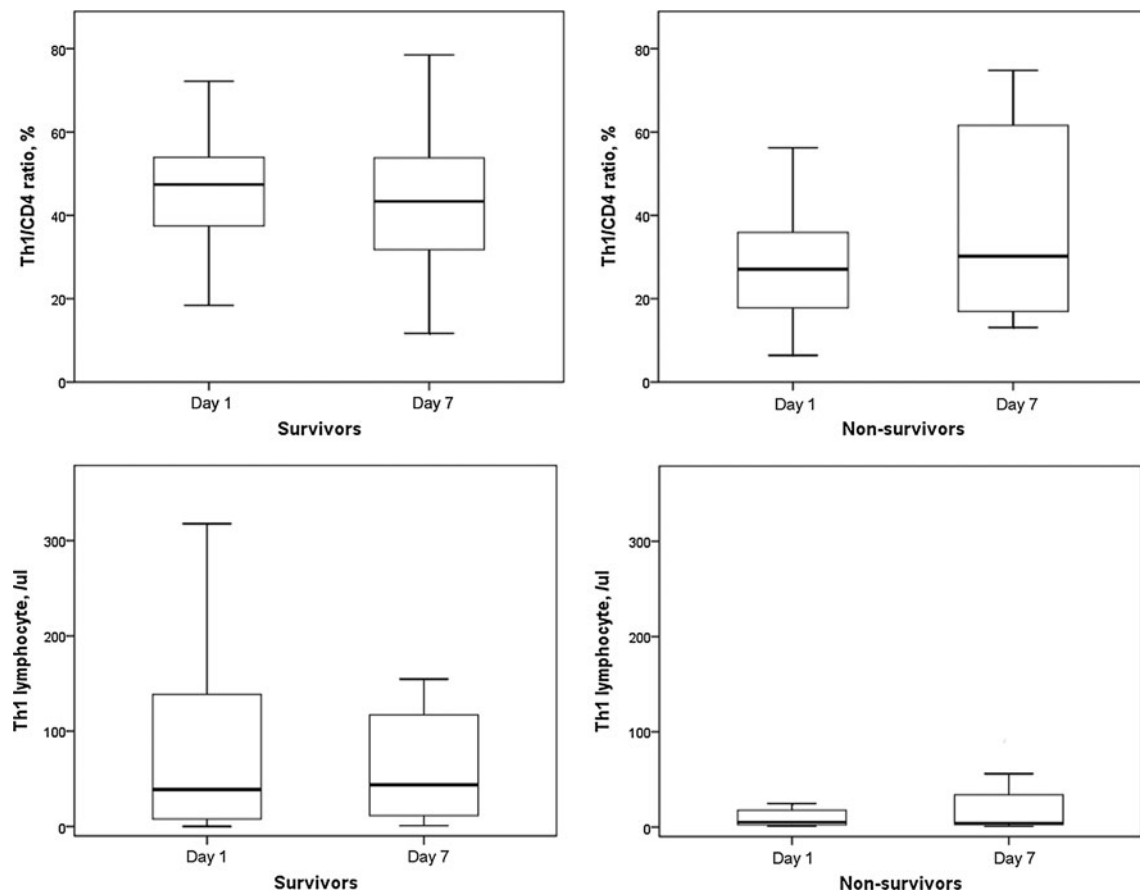 80
60
40
20
0
Th1/CD4 ratio, %
Day 1 Day 7
Survivors
80
60
40
20
0
Th1/CD4 ratio, %
Day 1 Day 7
Non-survivors
300
200
100
0
Th1 lymphocyte, /ul
Day 1 Day 7
Survivors
300
200
100
0
Th1 lymphocyte, /ul
Day 1 Day 7
Non-survivors